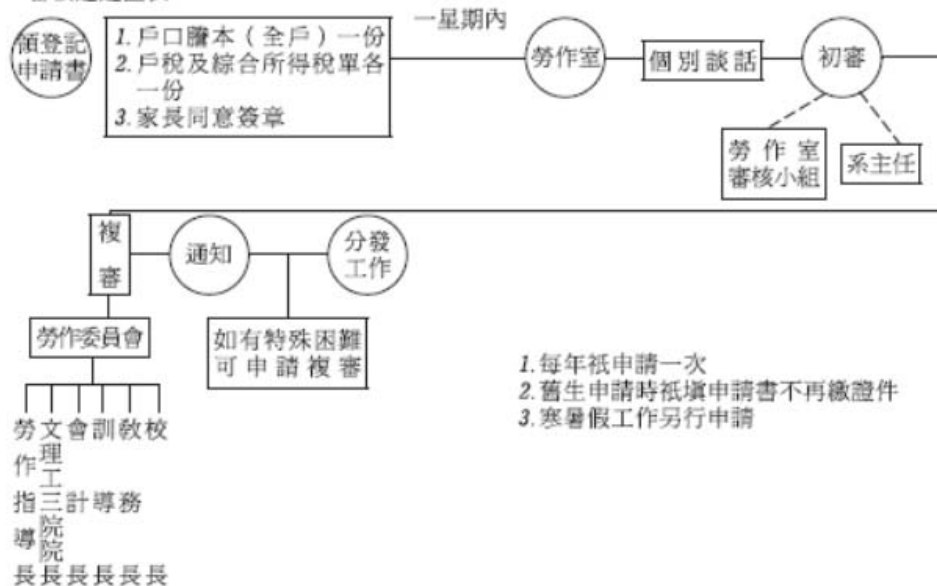 領登記
申請書
1. 戶口謄本（全戶）一份
2. 戶稅及綜合所得稅單各
一份
3. 家長同意簽章
一星期內
勞作室
個別談話
初審
勞作室
審核小組
系主任
複審
通知
分發
工作
勞作委員會
如有特殊困難
可申請複審
1. 每年祇申請一次
2. 舊生申請時祇塡申請書不再繳證件
3. 寒暑假工作另行申請
勞作指導長
文理工三院院長
會計長
訓導長
敎務長
校長